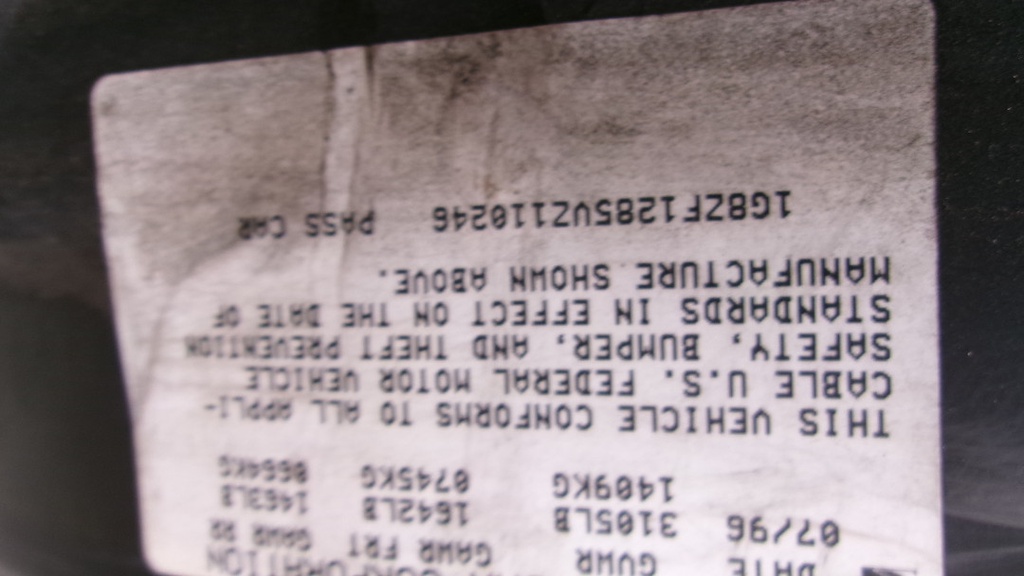 CORPORATION
DATE GVWR GAWR FRT GAWR RR
07/96 3105LB 1642LB 1463LB
1409KG 0745KG 0664KG
THIS VEHICLE CONFORMS TO ALL APPLI-
CABLE U.S. FEDERAL MOTOR VEHICLE
SAFETY, BUMPER, AND THEFT PREVENTION
STANDARDS IN EFFECT ON THE DATE OF
MANUFACTURE SHOWN ABOVE.
1G8ZF1285VZ110246 PASS CAR